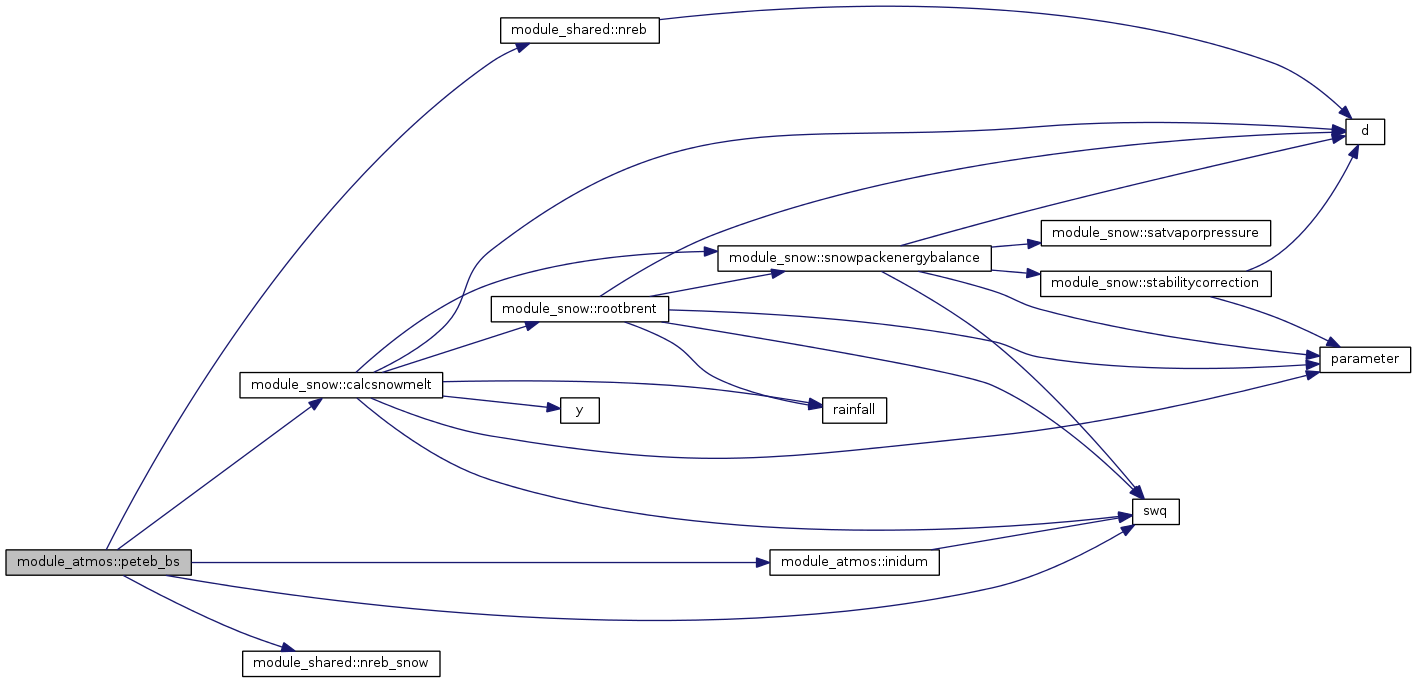 module_shared::nreb
d
module_snow::satvaporpressure
module_snow::snowpackenergybalance
module_snow::stabilitycorrection
module_snow::rootbrent
parameter
module_snow::calcsnowmelt
y
rainfall
swq
module_atmos::peteb_bs
module_atmos::inidum
module_shared::nreb_snow